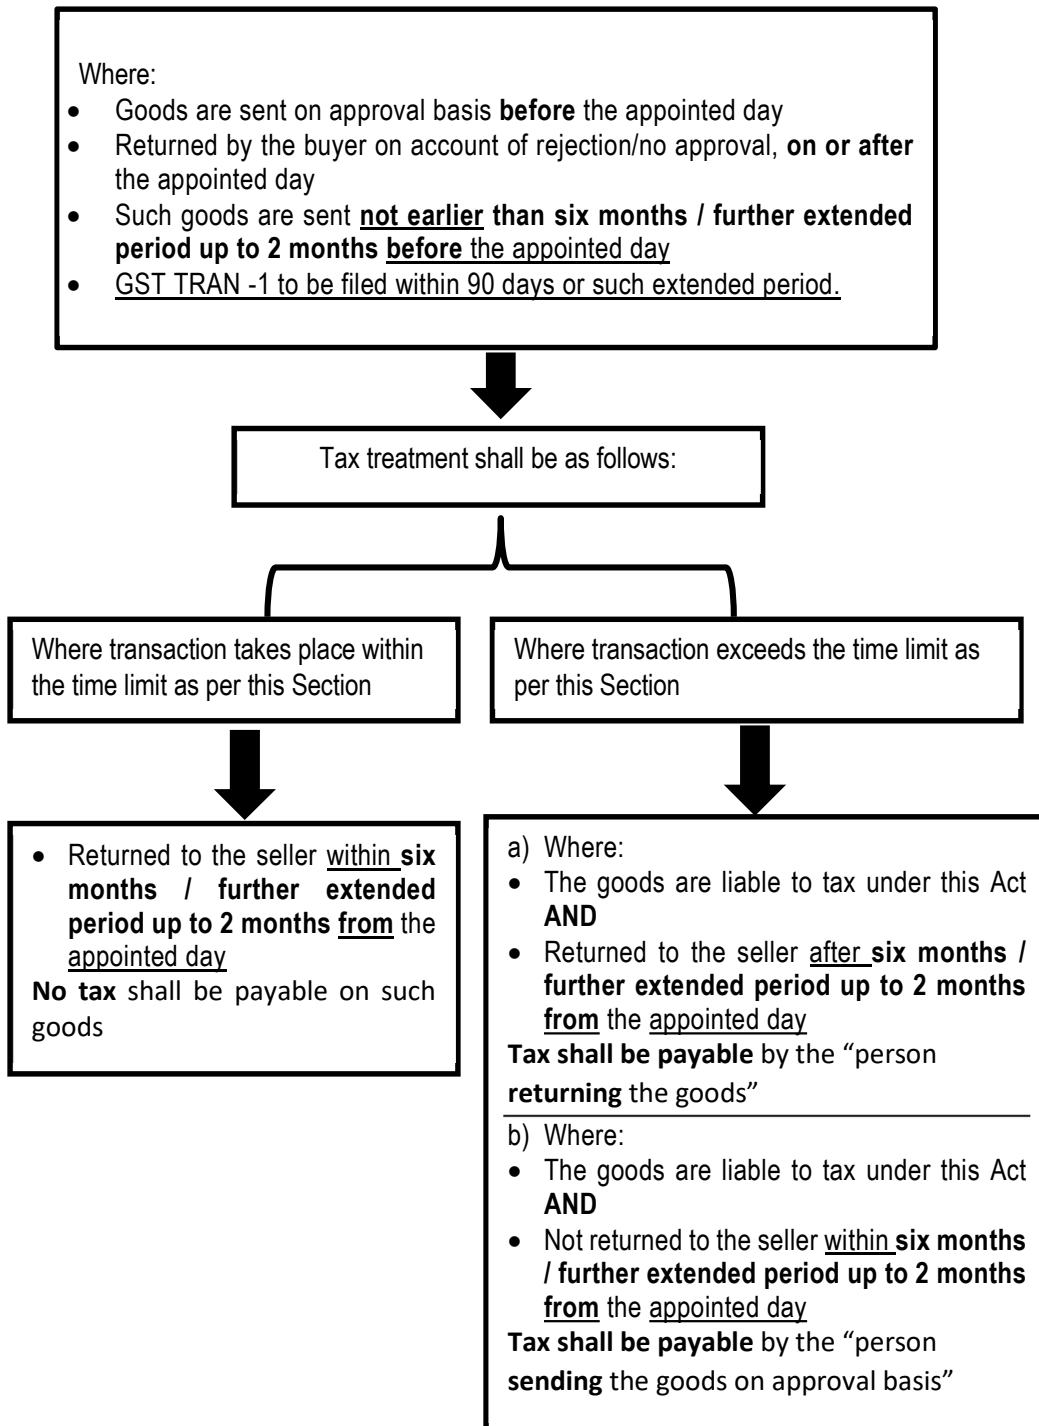 Where:
• Goods are sent on approval basis before the appointed day
• Returned by the buyer on account of rejection/no approval, on or after
the appointed day
• Such goods are sent not earlier than six months / further extended
period up to 2 months before the appointed day
• GST TRAN -1 to be filed within 90 days or such extended period.
Tax treatment shall be as follows:
Where transaction takes place within
the time limit as per this Section
Where transaction exceeds the time limit as
per this Section
• Returned to the seller within six
months / further extended
period up to 2 months from the
appointed day
No tax shall be payable on such
goods
a) Where:
• The goods are liable to tax under this Act
AND
• Returned to the seller after six months /
further extended period up to 2 months
from the appointed day
Tax shall be payable by the “person
returning the goods”
b) Where:
• The goods are liable to tax under this Act
AND
• Not returned to the seller within six months
/ further extended period up to 2 months
from the appointed day
Tax shall be payable by the “person
sending the goods on approval basis”